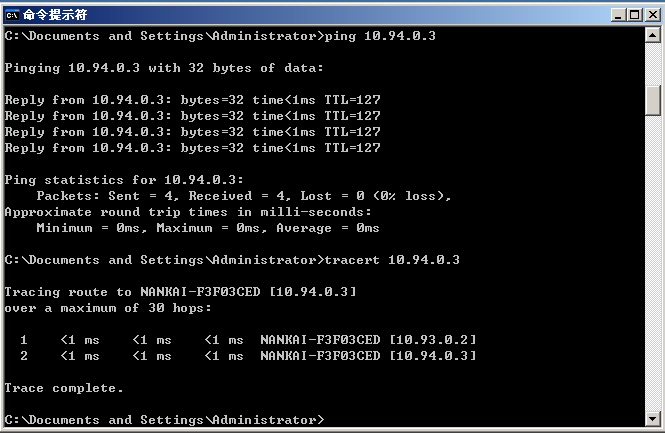 命令提示符
C:\Documents and Settings\Administrator>ping 10.94.0.3
Pinging 10.94.0.3 with 32 bytes of data:
Reply from 10.94.0.3: bytes=32 time<1ms TTL=127
Reply from 10.94.0.3: bytes=32 time<1ms TTL=127
Reply from 10.94.0.3: bytes=32 time<1ms TTL=127
Reply from 10.94.0.3: bytes=32 time<1ms TTL=127
Ping statistics for 10.94.0.3:
    Packets: Sent = 4, Received = 4, Lost = 0 (0% loss),
Approximate round trip times in milli-seconds:
    Minimum = 0ms, Maximum = 0ms, Average = 0ms
C:\Documents and Settings\Administrator>tracert 10.94.0.3
Tracing route to NANKAI-F3F03CED [10.94.0.3]
over a maximum of 30 hops:
  1    <1 ms    <1 ms    <1 ms  NANKAI-F3F03CED [10.93.0.2]
  2    <1 ms    <1 ms    <1 ms  NANKAI-F3F03CED [10.94.0.3]
Trace complete.
C:\Documents and Settings\Administrator>